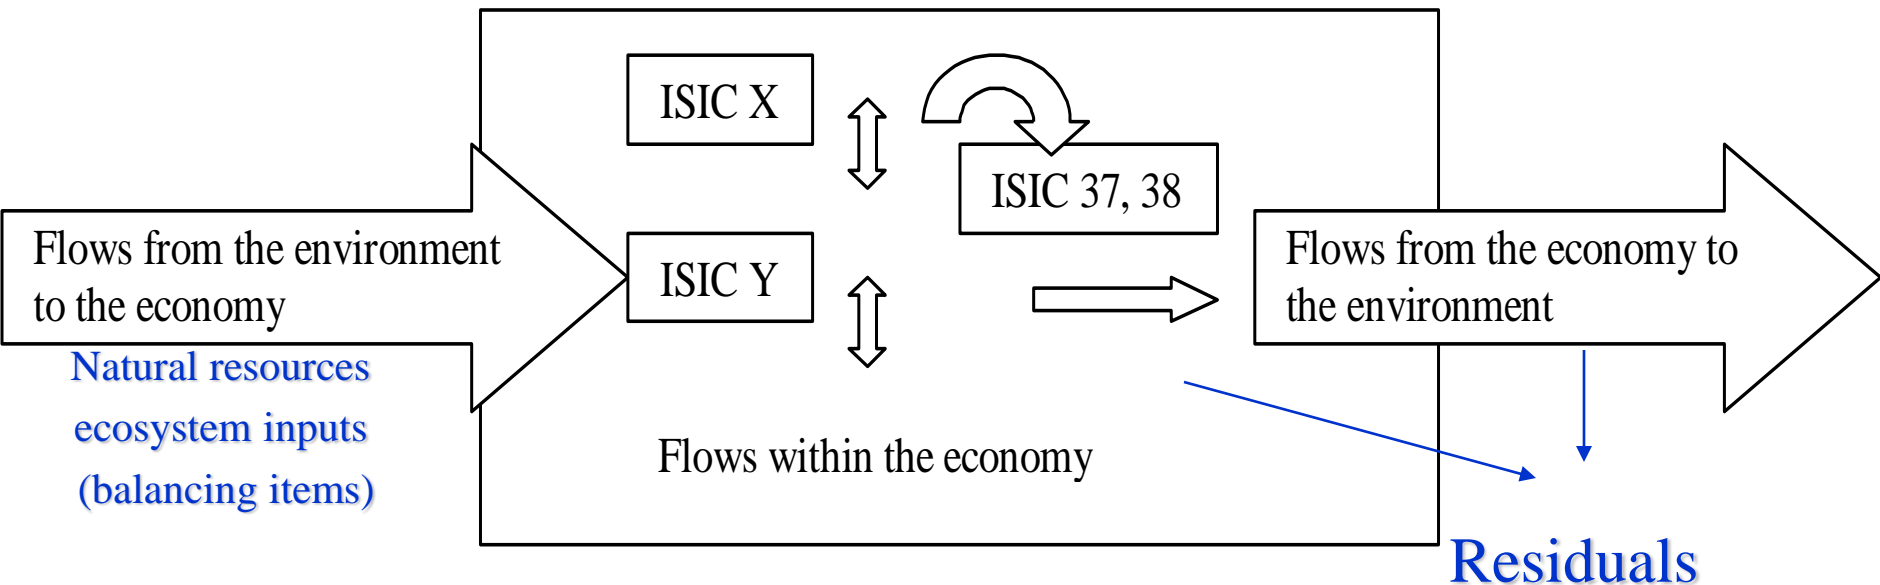 ISIC X
ISIC 37, 38
Flows from the environment
to the economy
ISIC Y
Flows from the economy to
the environment
Natural resources
ecosystem inputs
(balancing items)
Flows within the economy
Residuals